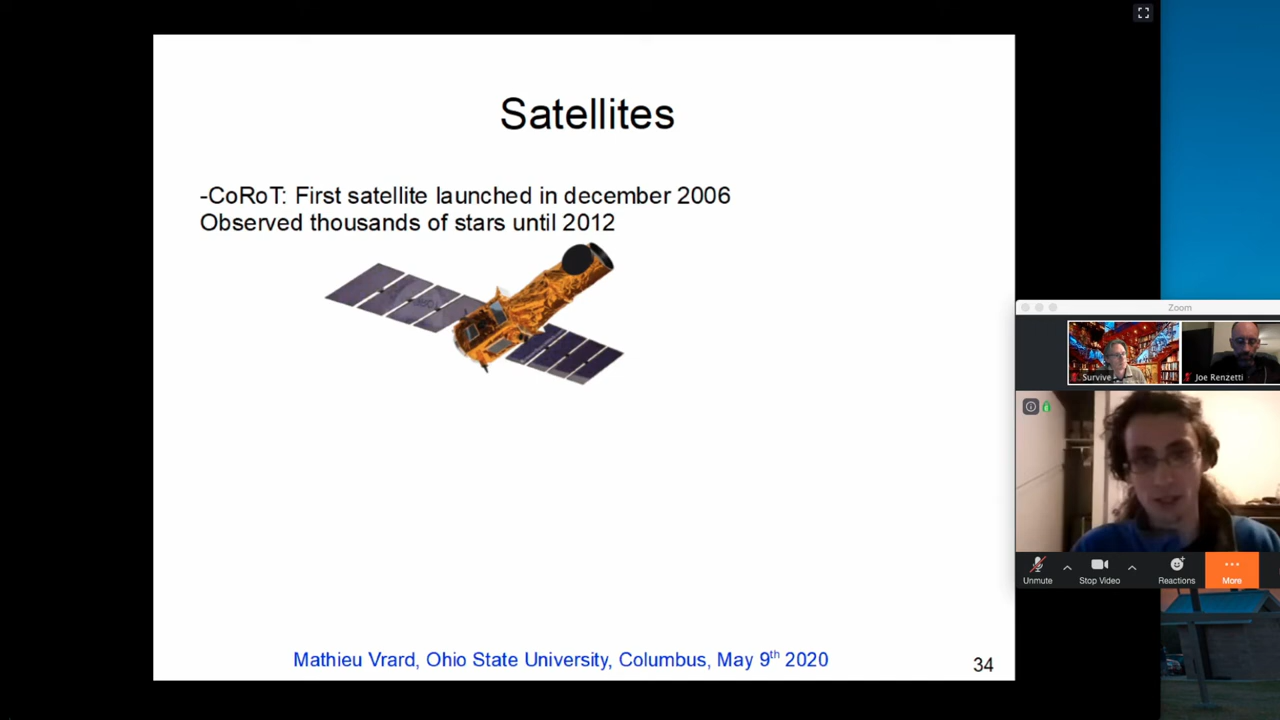 Satellites
-CoRoT: First satellite launched in december 2006
Observed thousands of stars until 2012
Mathieu Vrard, Ohio State University, Columbus, May 9th 2020
34
Zoom
Survive
Joe Renzetti
Unmute
Stop Video
Reactions
More